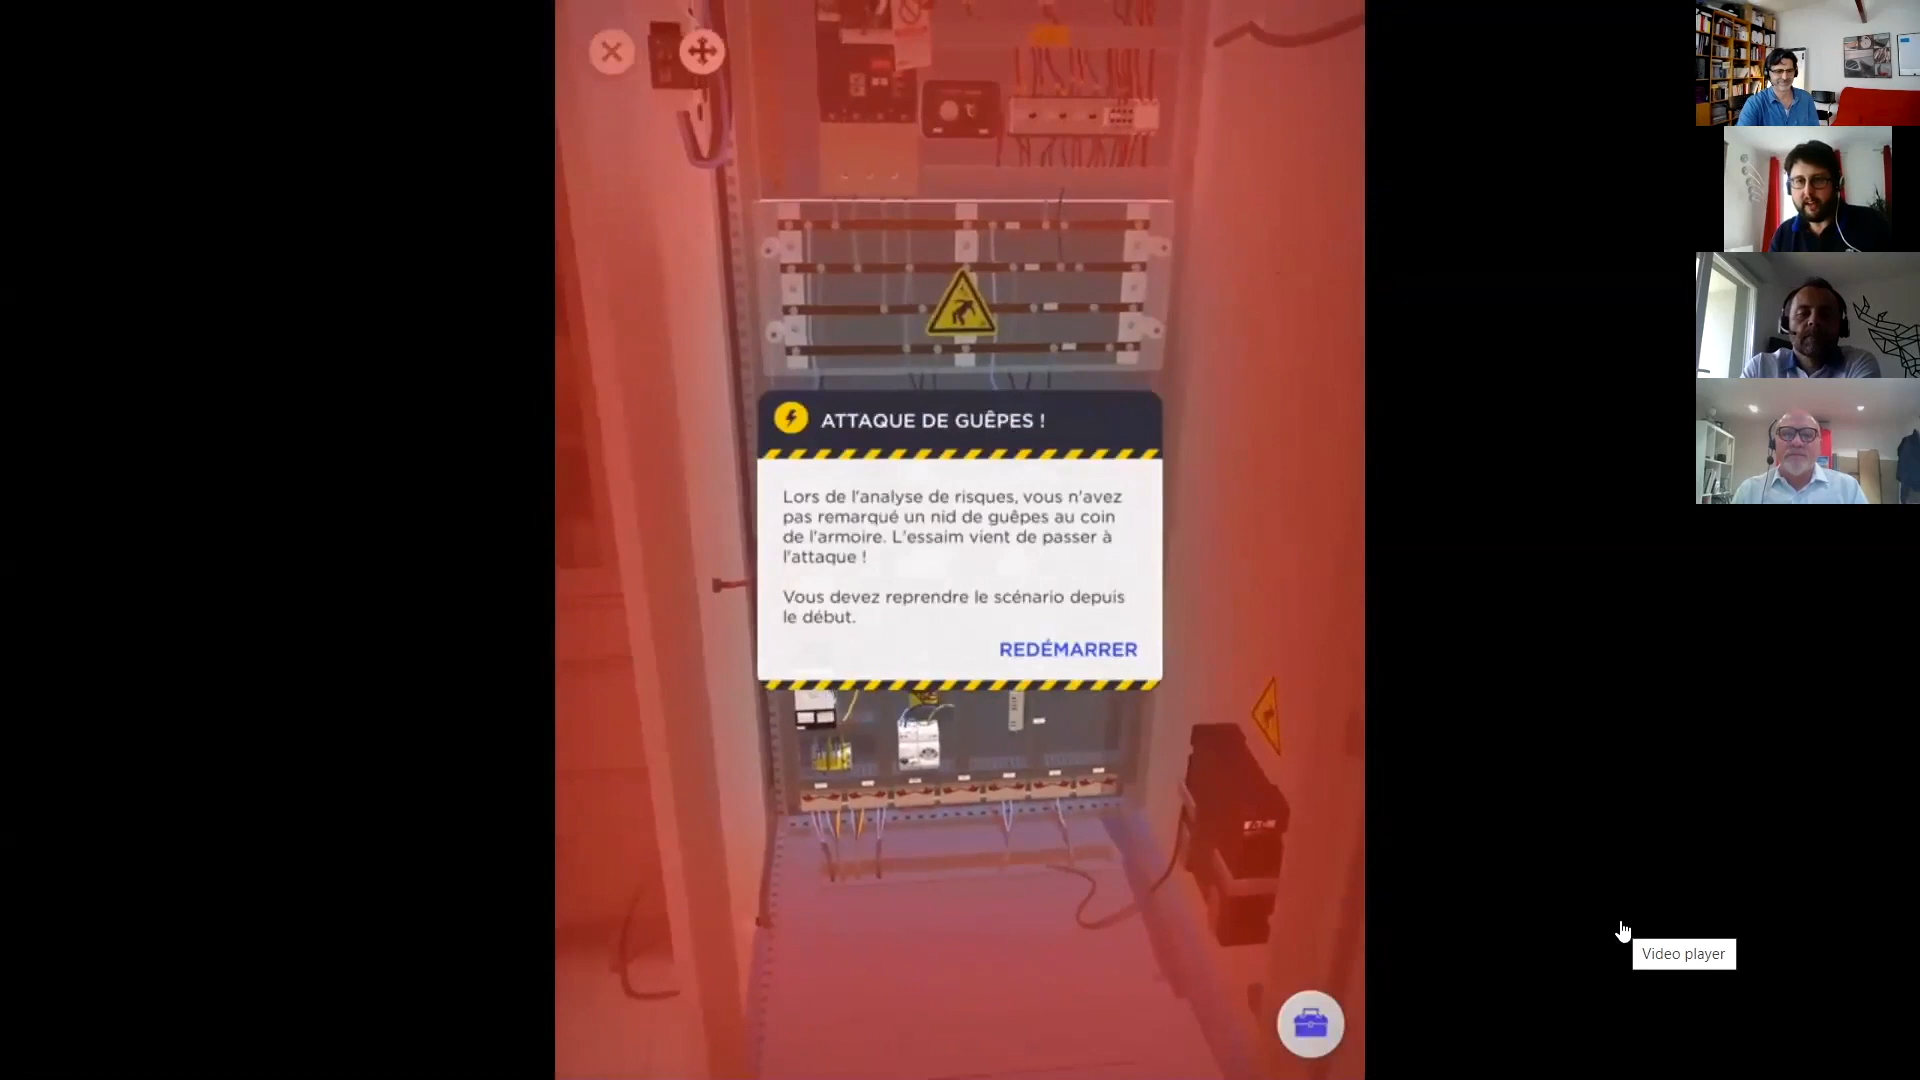 ATTAQUE DE GUÊPES !
Lors de l'analyse de risques, vous n'avez
pas remarqué un nid de guêpes au coin
de l'armoire. L'essaim vient de passer à
l'attaque !
Vous devez reprendre le scénario depuis
le début.
REDÉMARRER
Video player